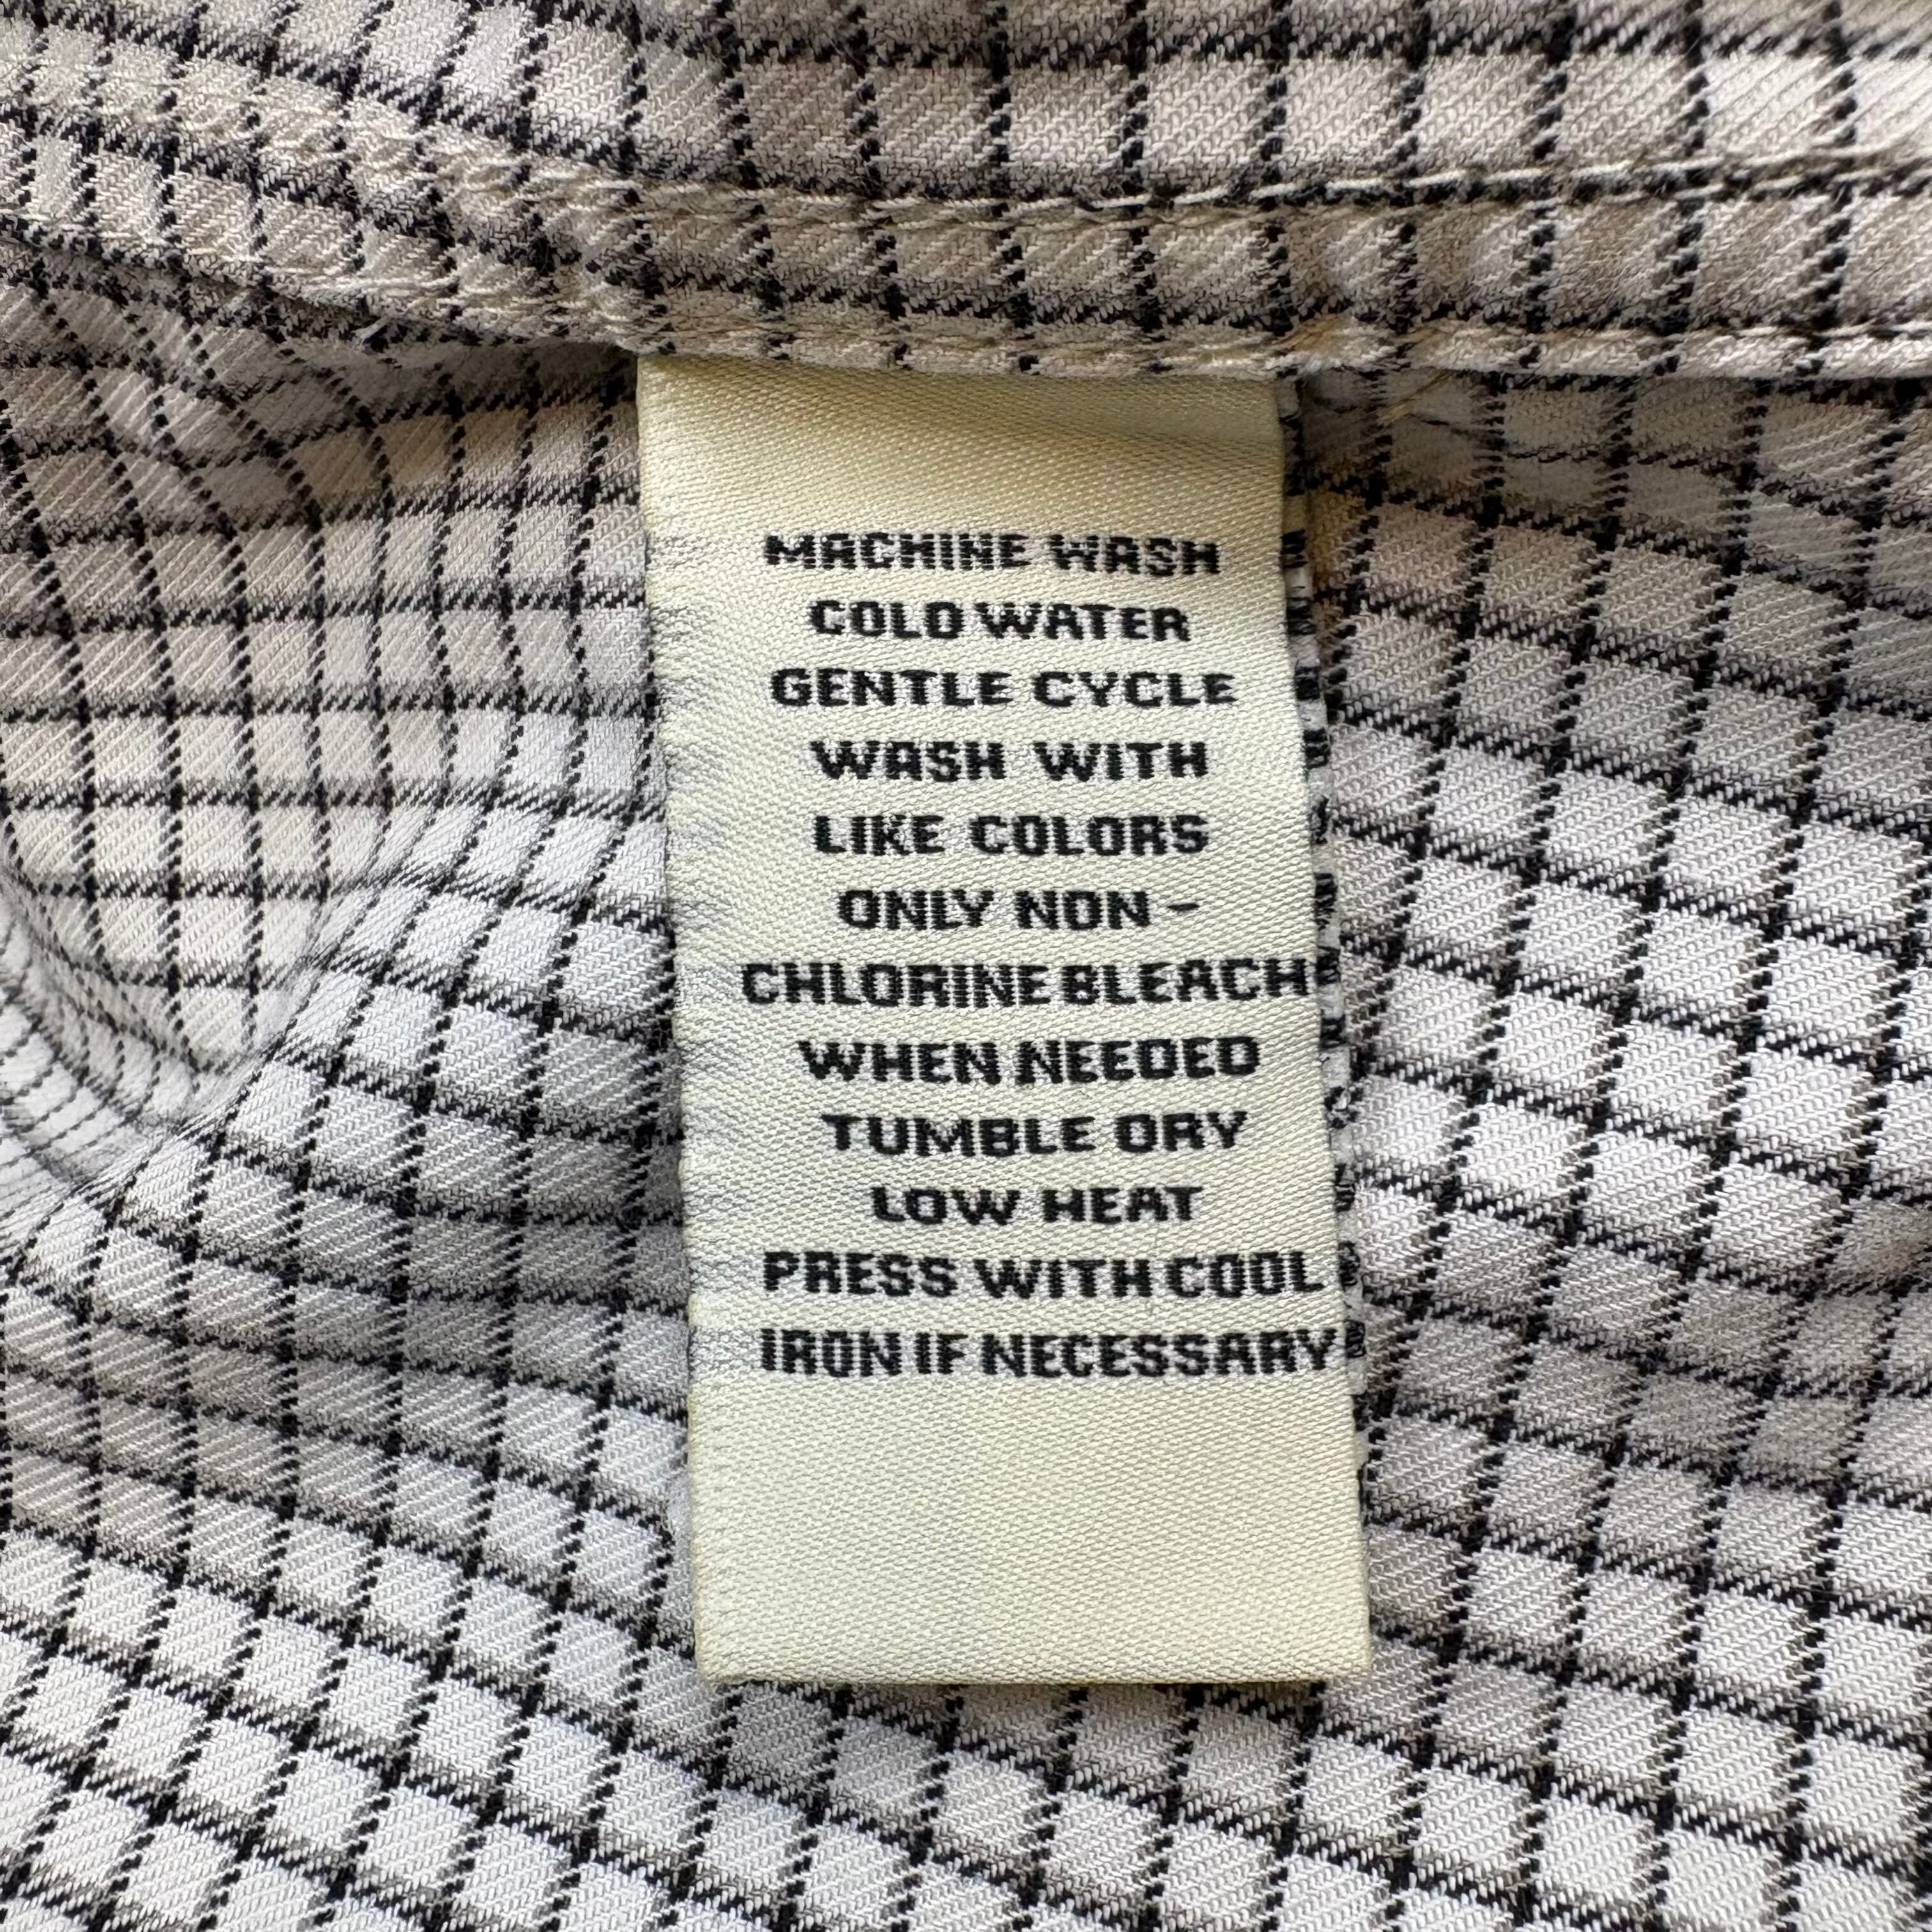 MACHINE WASH
COLD WATER
GENTLE CYCLE
WASH WITH
LIKE COLORS
ONLY NON -
CHLORINE BLEACH
WHEN NEEDED
TUMBLE DRY
LOW HEAT
PRESS WITH COOL
IRON IF NECESSARY